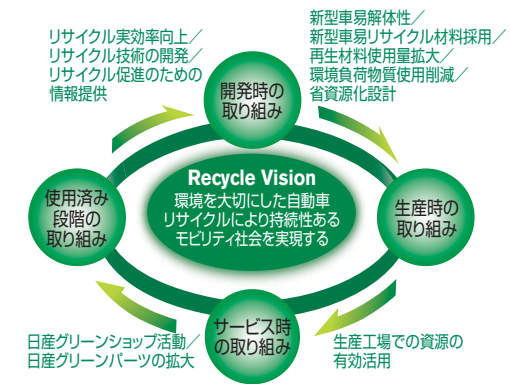 リサイクル実効率向上／
リサイクル技術の開発／
リサイクル促進のための
情報提供
新型車易解体性／
新型車易リサイクル材料採用／
再生材料使用量拡大／
環境負荷物質使用削減／
省資源化設計
開発時の
取り組み
Recycle Vision
環境を大切にした自動車
リサイクルにより持続性ある
モビリティ社会を実現する
使用済み
段階の
取り組み
生産時の
取り組み
サービス時
の取り組み
日産グリーンショップ活動／
日産グリーンパーツの拡大
生産工場での資源の
有効活用